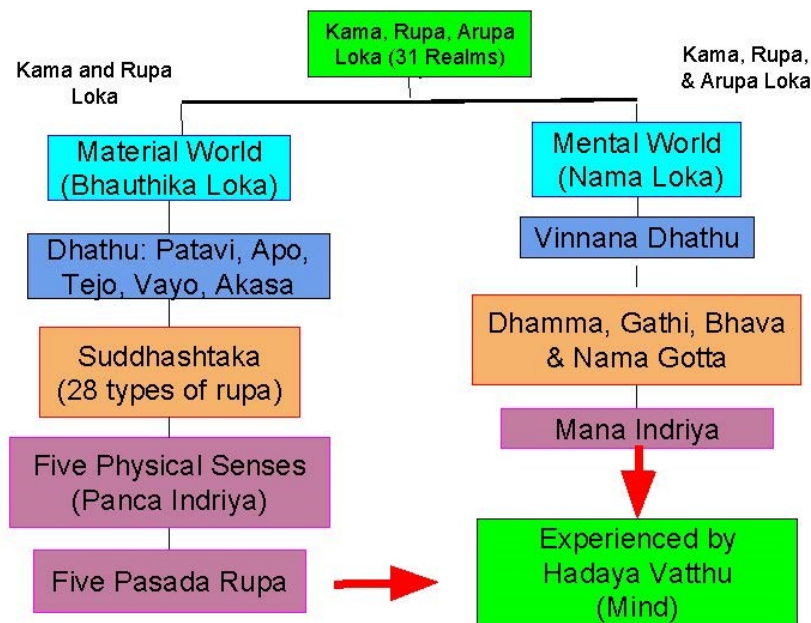 Kama, Rupa, Arupa
Loka (31 Realms)
Kama and Rupa
Loka
Kama, Rupa,
& Arupa Loka
Material World
(Bhauthika Loka)
Mental World
(Nama Loka)
Dhathu: Patavi, Apo,
Tejo, Vayo, Akasa
Vinnana Dhathu
Suddhashtaka
(28 types of rupa)
Dhamma, Gathi, Bhava
& Nama Gotta
Five Physical Senses
(Panca Indriya)
Mana Indriya
Five Pasada Rupa
Experienced by
Hadaya Vatthu
(Mind)